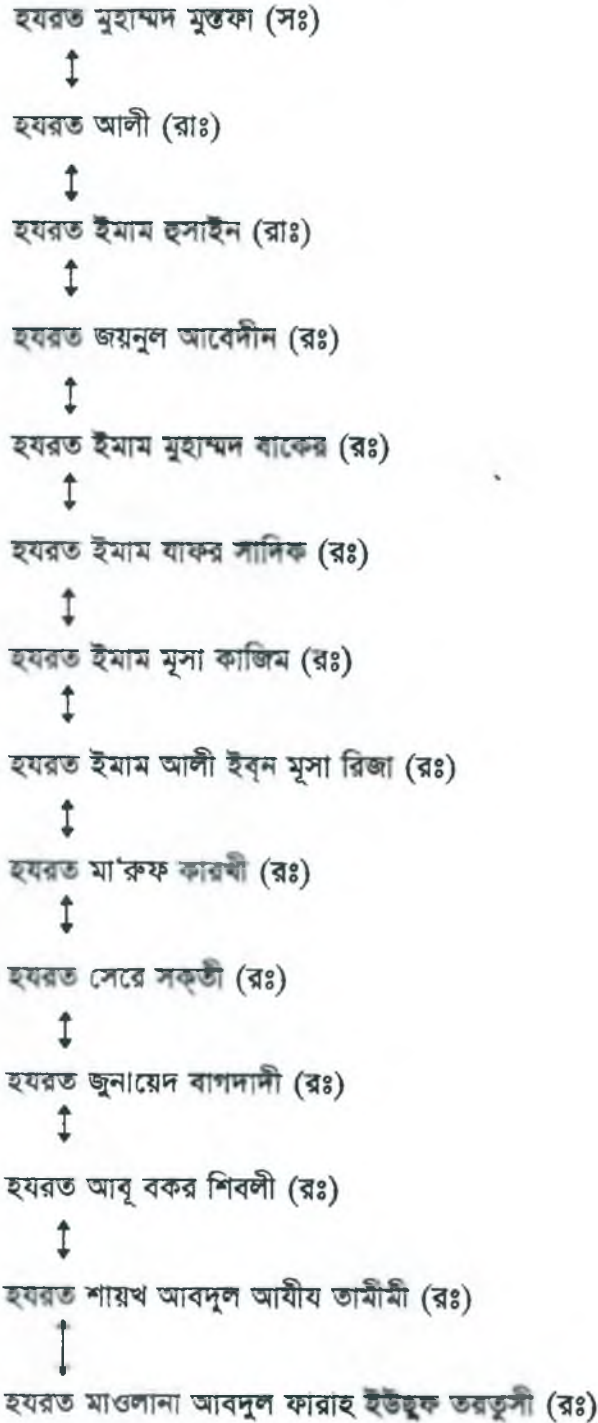 হযরত মুহাম্মদ মুস্তফা (সঃ)
হযরত আলী (রাঃ)
হযরত ইমাম হুসাইন (রাঃ)
হযরত জয়নুল আবেদীন (রঃ)
হযরত ইমাম মুহাম্মদ বাকের (রঃ)
হযরত ইমাম যাফর সাদিক (রঃ)
হযরত ইমাম মূসা কাজিম (রঃ)
হযরত ইমাম আলী ইব্‌ন মূসা রিজা (রঃ)
হযরত মা'রুফ কারখী (রঃ)
হযরত সেরে সক্‌তী (রঃ)
হযরত জুনায়েদ বাগদাদী (রঃ)
হযরত আবূ বকর শিবলী (রঃ)
হযরত শায়খ আবদুল আযীয তামীমী (রঃ)
হযরত মাওলানা আবদুল ফারাহ ইউছুফ তরতুসী (রঃ)